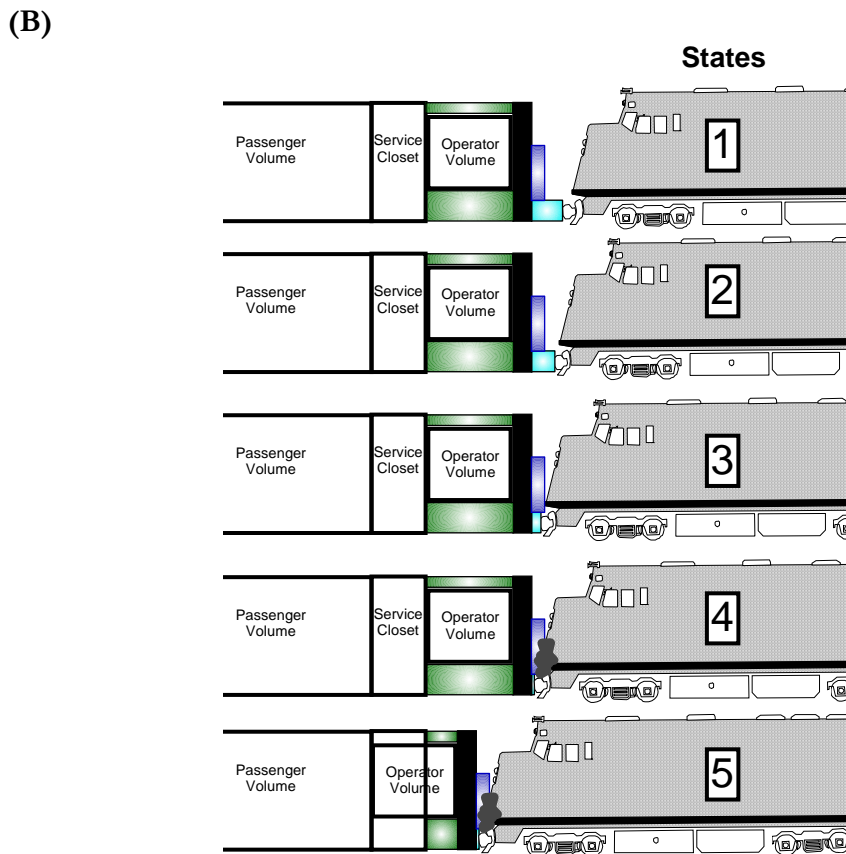 (B)
States
Passenger
Volume
Service
Closet
Operator
Volume
1
Passenger
Volume
Service
Closet
Operator
Volume
2
Passenger
Volume
Service
Closet
Operator
Volume
3
Passenger
Volume
Service
Closet
Operator
Volume
4
Passenger
Volume
Operator
Volume
5